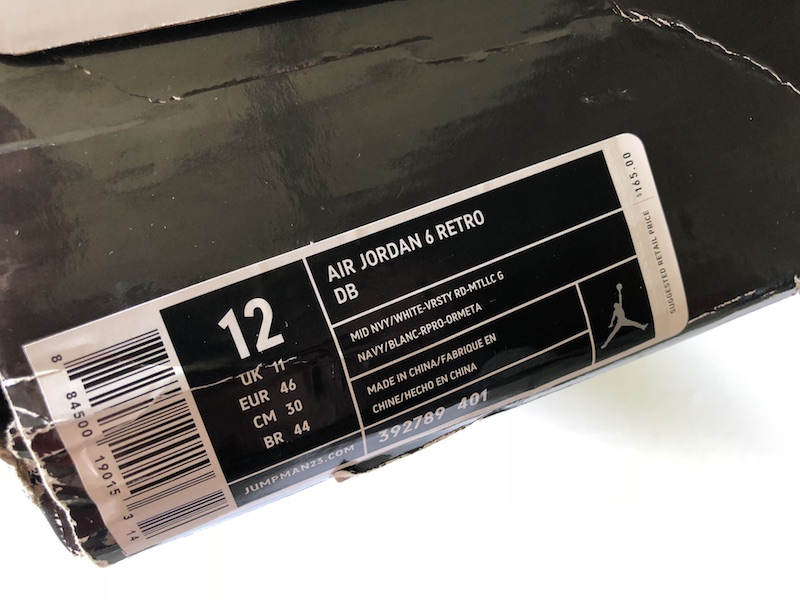 12
UK 11
EUR 46
CM 30
BR 44
AIR JORDAN 6 RETRO
DB
MID NVY/WHITE-VRSTY RD-MTLLC G
NAVY/BLANC-RPRO-ORMETA
MADE IN CHINA/FABRIQUE EN
CHINE/HECHO EN CHINA
392789 401
JUMPMAN23.COM
8 84500 19015 3 14
SUGGESTED RETAIL PRICE $165.00